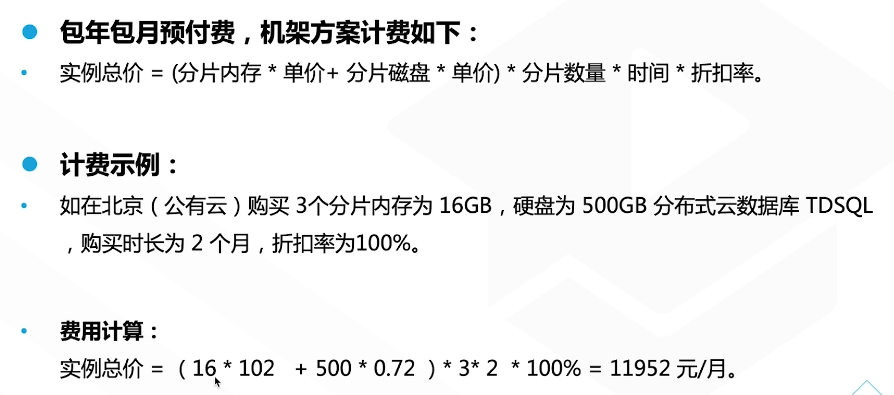 包年包月预付费，机架方案计费如下：
实例总价 = (分片内存 * 单价+ 分片磁盘 * 单价) * 分片数量 * 时间 * 折扣率。
计费示例：
如在北京（公有云）购买 3个分片内存为 16GB，硬盘为 500GB 分布式云数据库 TDSQL
，购买时长为 2 个月，折扣率为100%。
费用计算：
实例总价 = （16 * 102 + 500 * 0.72 ）* 3* 2 * 100% = 11952 元/月。